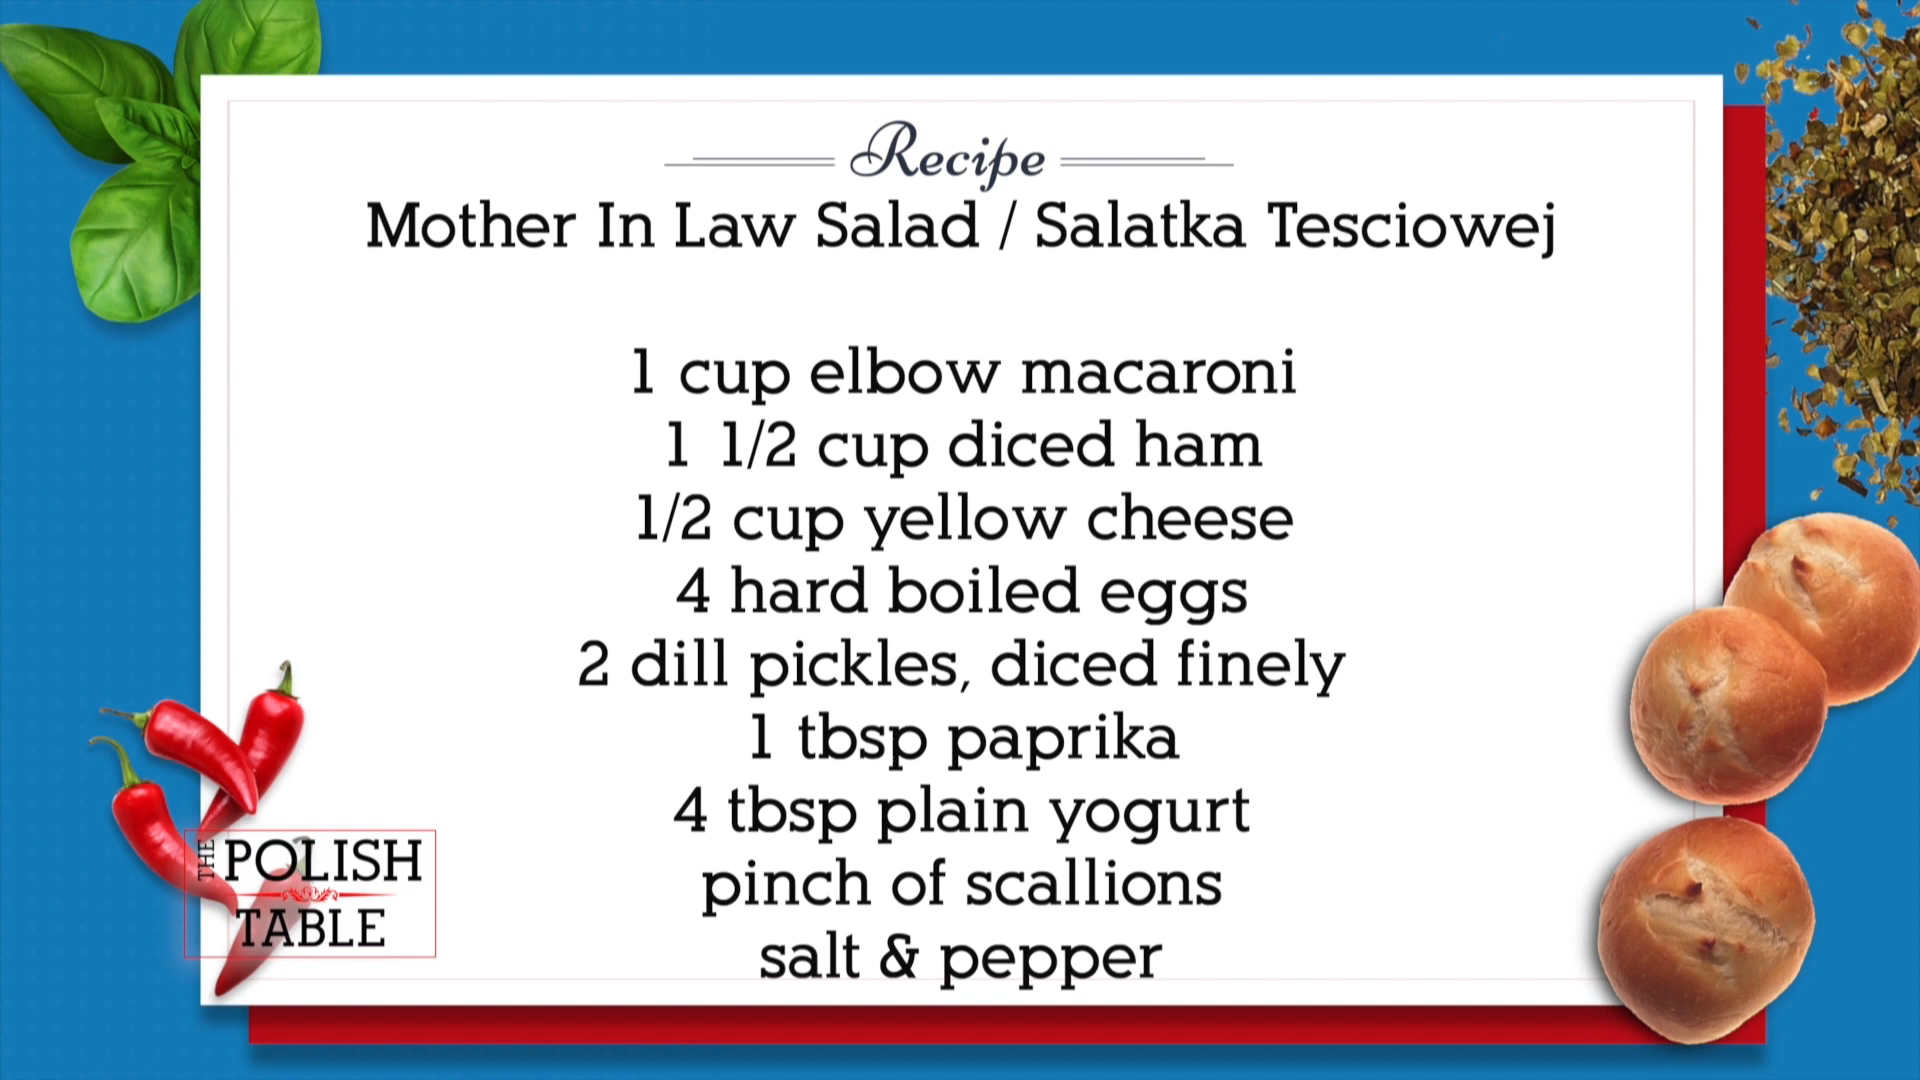 Recipe
Mother In Law Salad / Salatka Tesciowej
1 cup elbow macaroni
1 1/2 cup diced ham
1/2 cup yellow cheese
4 hard boiled eggs
2 dill pickles, diced finely
1 tbsp paprika
4 tbsp plain yogurt
pinch of scallions
salt & pepper
THE POLISH
TABLE